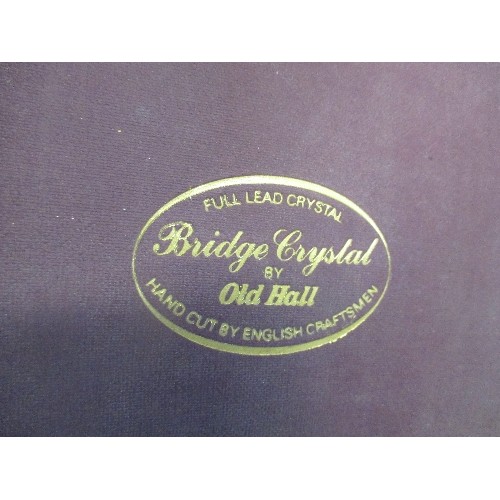 FULL LEAD CRYSTAL
Bridge Crystal
BY
Old Hall
HAND CUT BY ENGLISH CRAFTSMEN